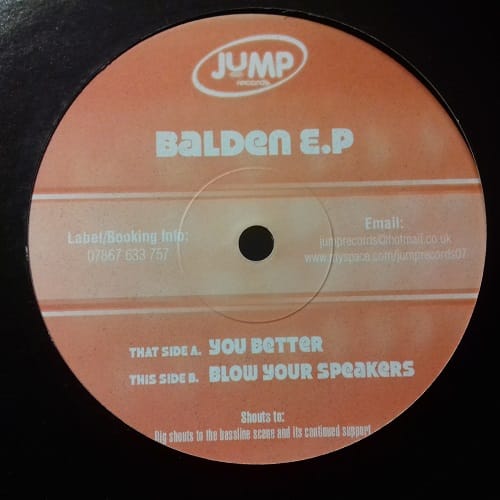 JUMP
records
BALDEN E.P
Label/Booking Info:
07867 633 757
Email:
jumprecords@hotmail.co.uk
www.myspace.com/jumprecords07
THAT SIDE A. YOU BETTER
THIS SIDE B. BLOW YOUR SPEAKERS
Shouts to:
Big shouts to the bassline scene and its continued support